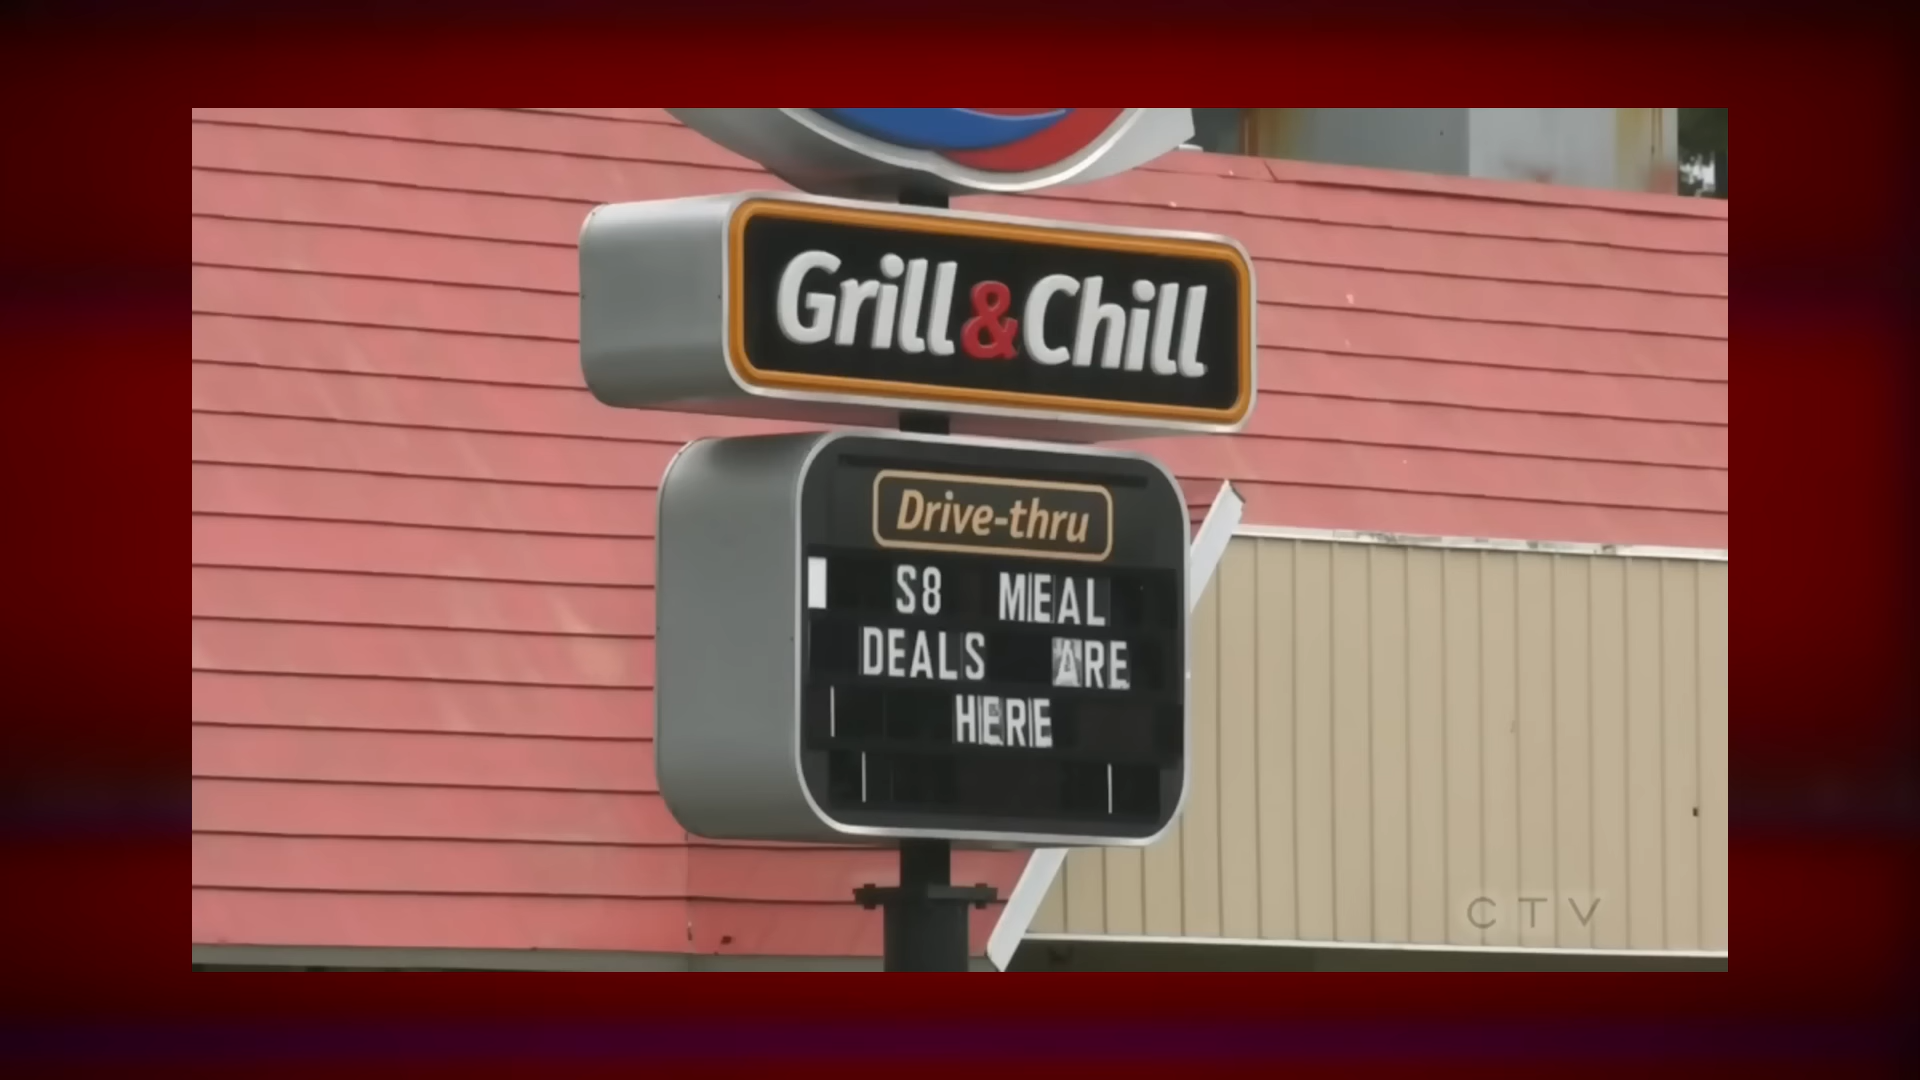 Grill&Chill
Drive-thru
S8 MEAL
DEALS ARE
HERE
CTV